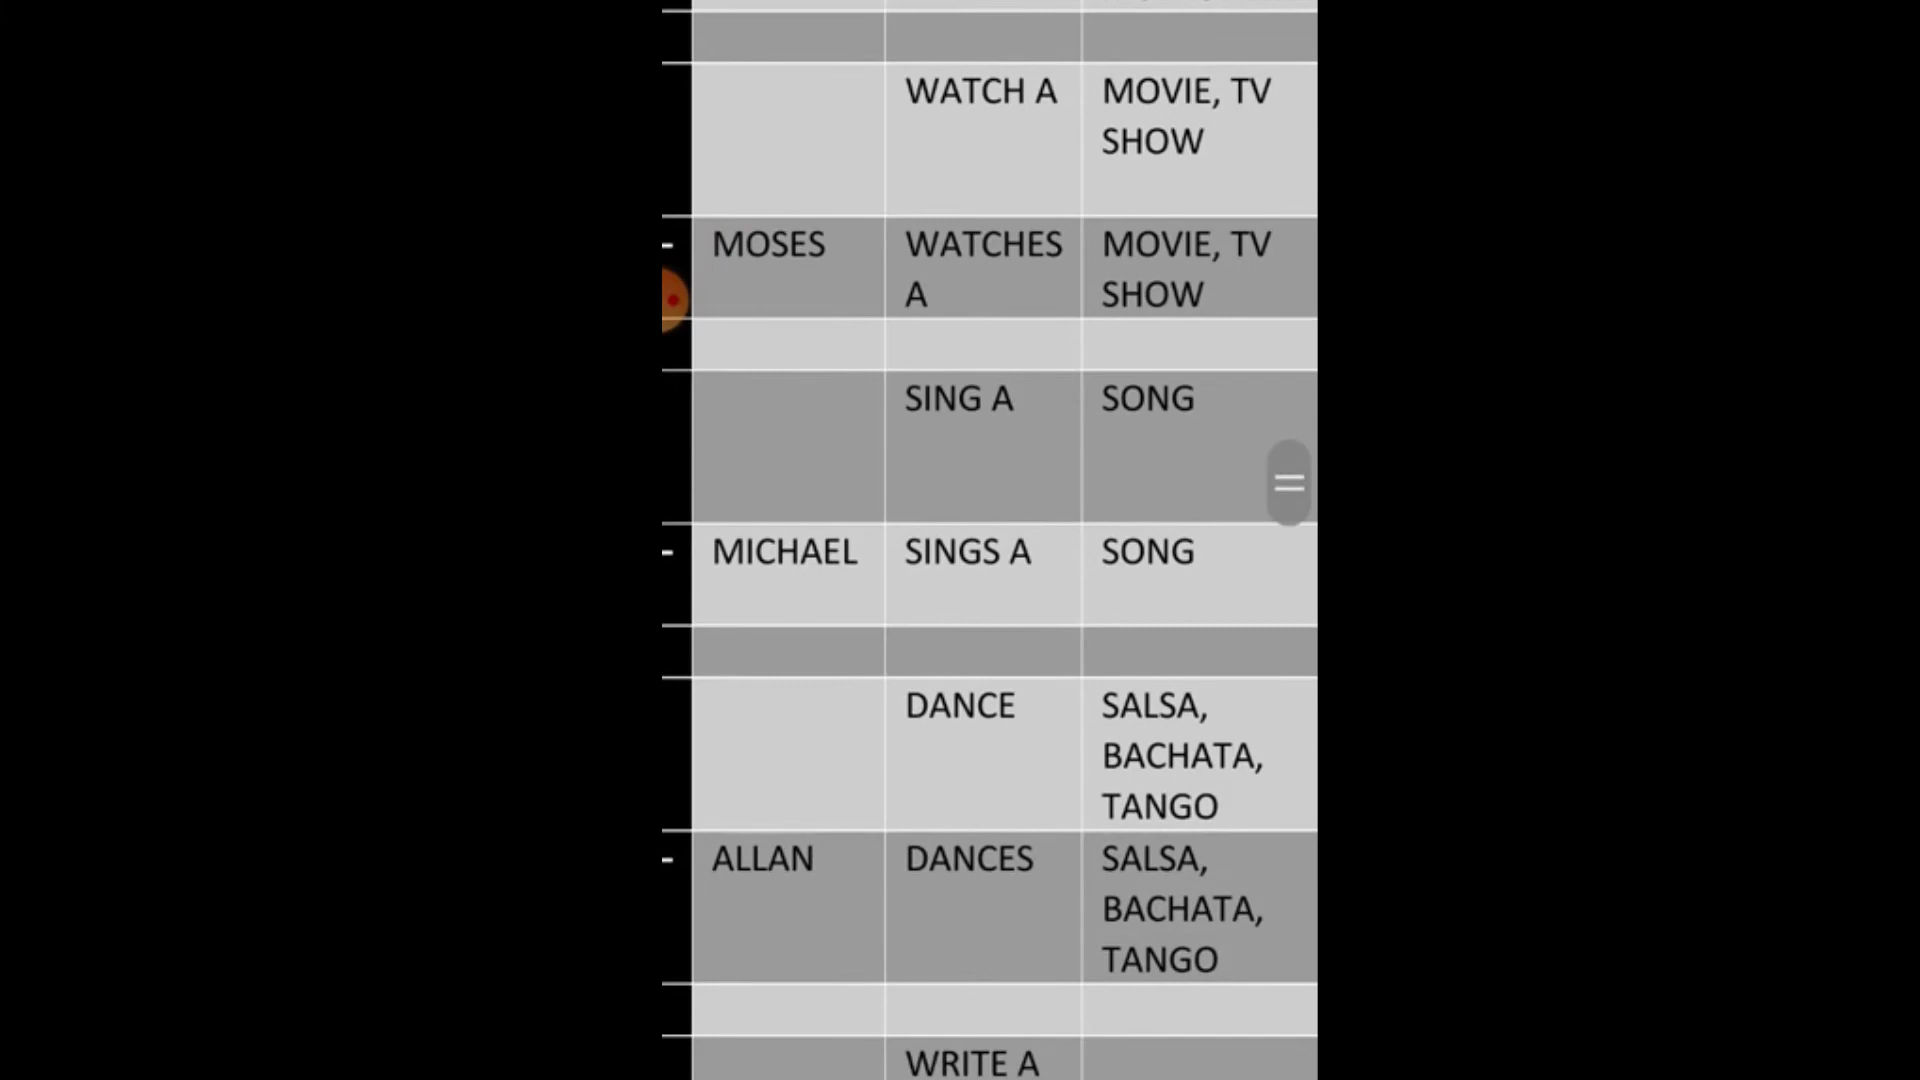 WATCH A MOVIE, TV
SHOW
MOSES WATCHES MOVIE, TV
A SHOW
SING A SONG
MICHAEL SINGS A SONG
DANCE SALSA,
BACHATA,
TANGO
ALLAN DANCES SALSA,
BACHATA,
TANGO
WRITE A